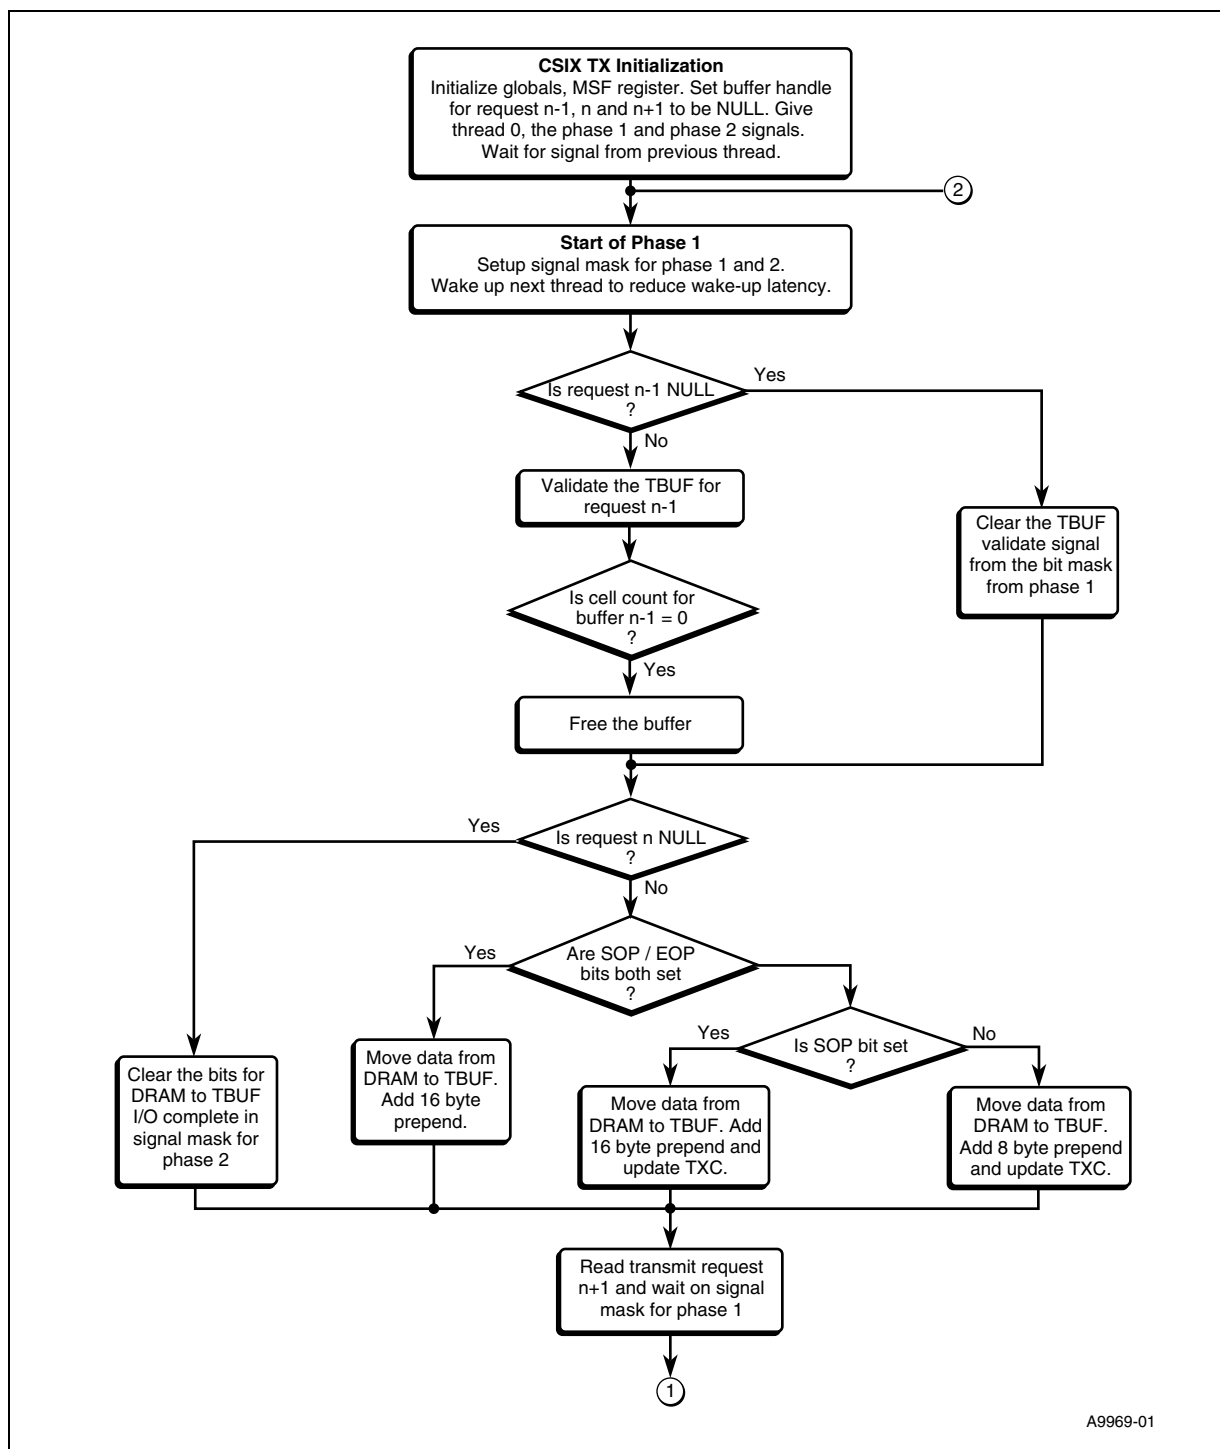 CSIX TX Initialization
Initialize globals, MSF register. Set buffer handle
for request n-1, n and n+1 to be NULL. Give
thread 0, the phase 1 and phase 2 signals.
Wait for signal from previous thread.
2
Start of Phase 1
Setup signal mask for phase 1 and 2.
Wake up next thread to reduce wake-up latency.
Is request n-1 NULL
?
Yes
No
Validate the TBUF for
request n-1
Clear the TBUF
validate signal
from the bit mask
from phase 1
Is cell count for
buffer n-1 = 0
?
Yes
Free the buffer
Is request n NULL
?
Yes
No
Are SOP / EOP
bits both set
?
Yes
Is SOP bit set
?
Yes
No
Clear the bits for
DRAM to TBUF
I/O complete in
signal mask for
phase 2
Move data from
DRAM to TBUF.
Add 16 byte
prepend.
Move data from
DRAM to TBUF. Add
16 byte prepend and
update TXC.
Move data from
DRAM to TBUF.
Add 8 byte prepend
and update TXC.
Read transmit request
n+1 and wait on signal
mask for phase 1
1
A9969-01